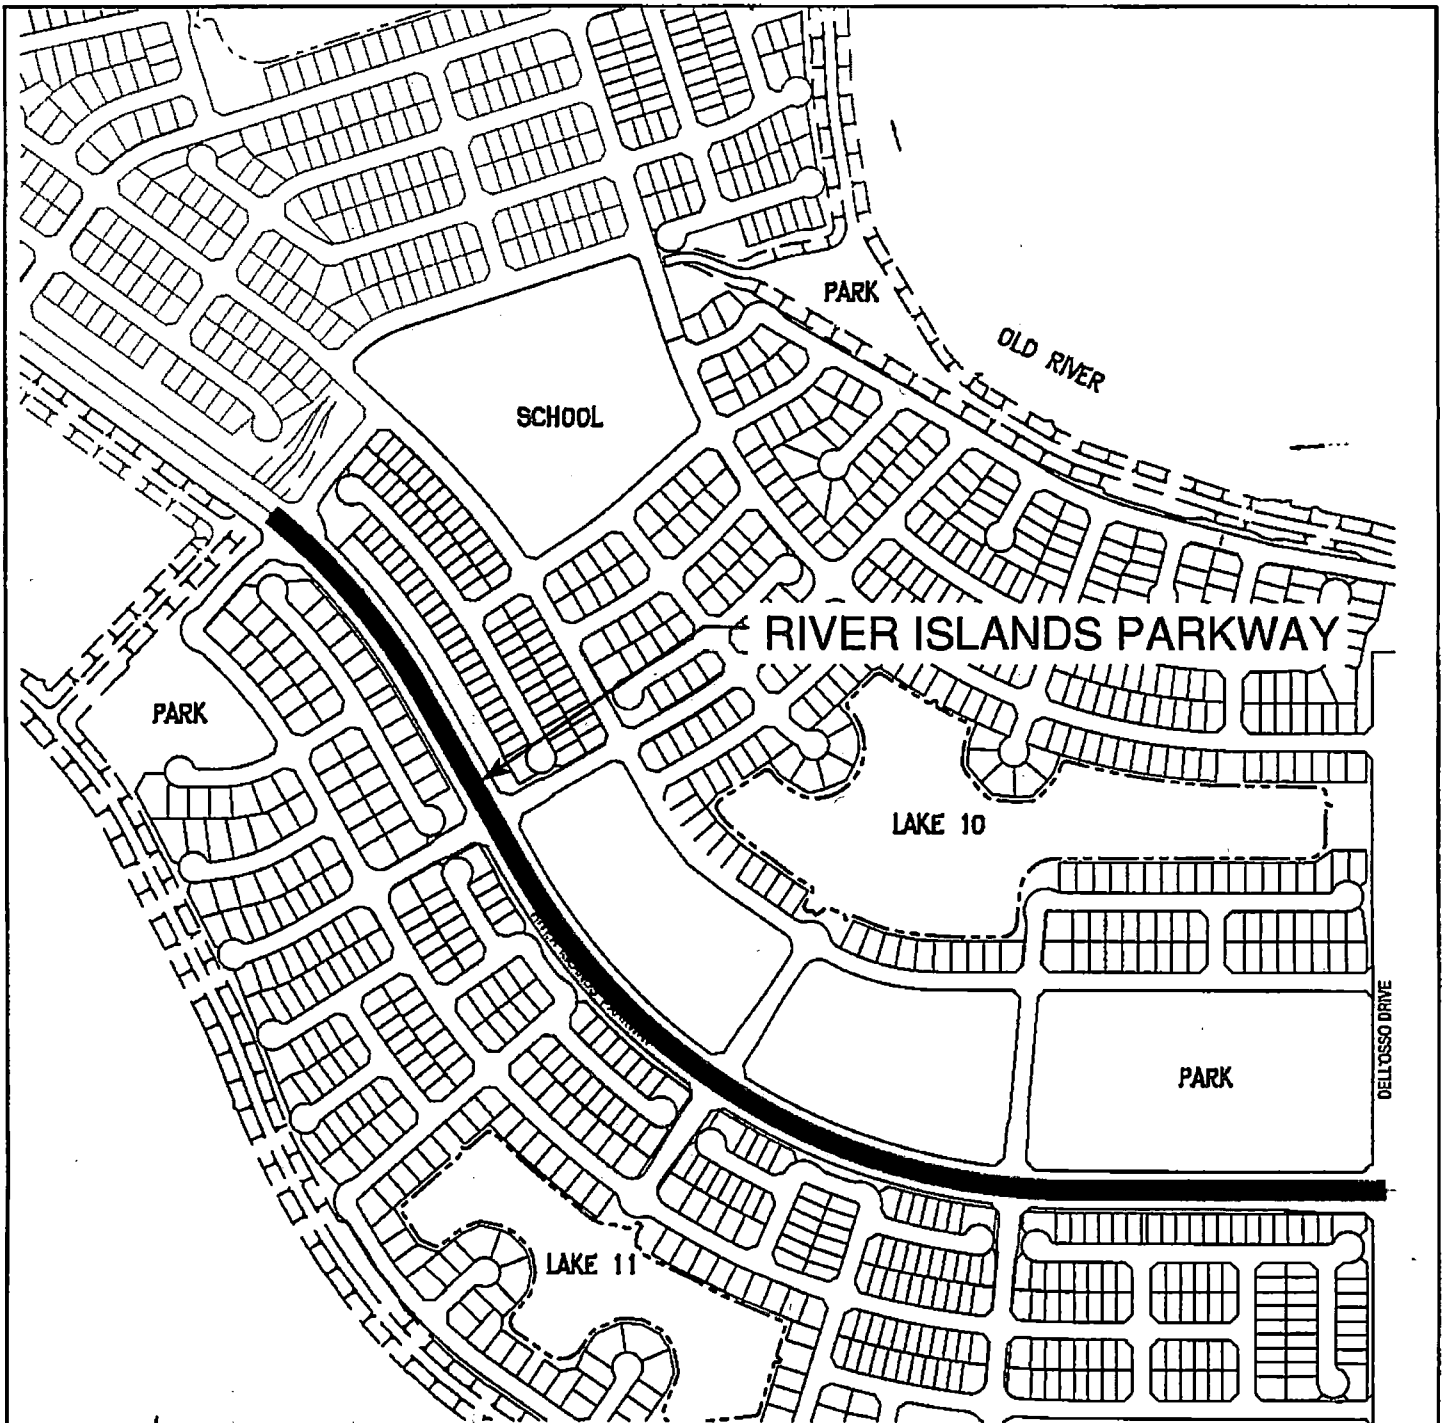 PARK
OLD RIVER
SCHOOL
RIVER ISLANDS PARKWAY
PARK
LAKE 10
DELL'OSSO DRIVE
PARK
LAKE 11